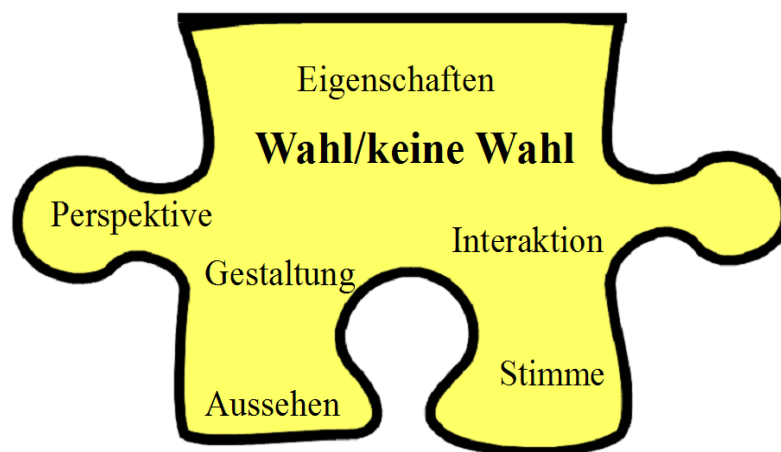 Eigenschaften
Wahl/keine Wahl
Perspektive
Interaktion
Gestaltung
Stimme
Aussehen